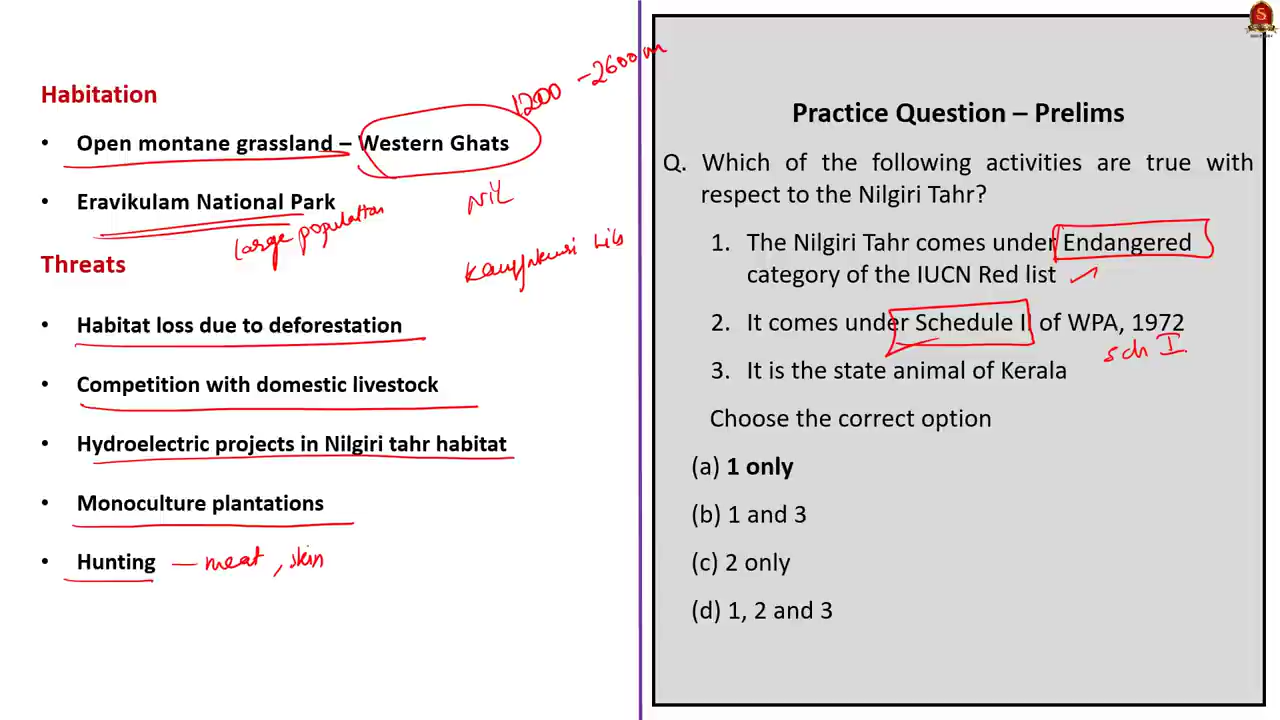 Habitation
1200 - 2600 m
• Open montane grassland – Western Ghats
• Eravikulam National Park
large population
Threats
• Habitat loss due to deforestation
• Competition with domestic livestock
• Hydroelectric projects in Nilgiri tahr habitat
• Monoculture plantations
• Hunting — meat, skin
S
Practice Question – Prelims
Q. Which of the following activities are true with
respect to the Nilgiri Tahr?
1. The Nilgiri Tahr comes under Endangered
category of the IUCN Red list
2. It comes under Schedule II of WPA, 1972
sch I
3. It is the state animal of Kerala
Choose the correct option
(a) 1 only
(b) 1 and 3
(c) 2 only
(d) 1, 2 and 3